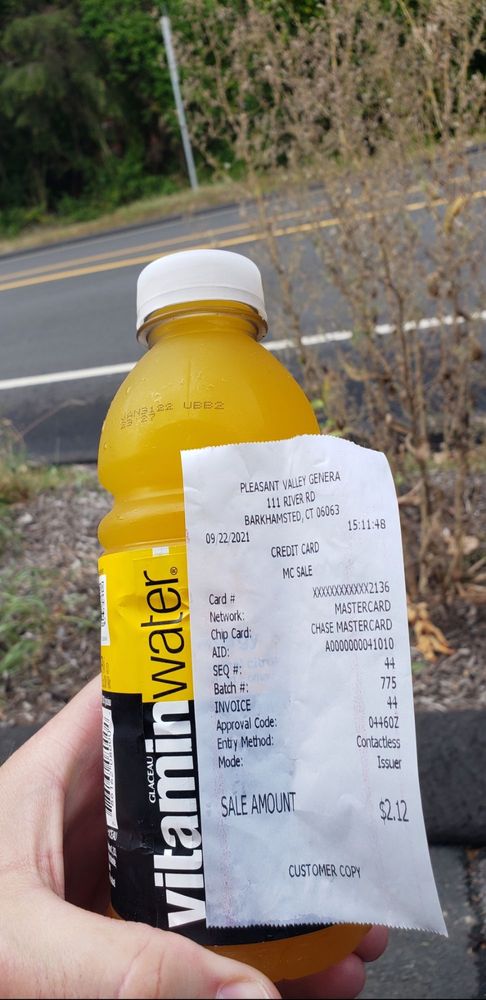 JAN3122 UBB2
PLEASANT VALLEY GENERA
111 RIVER RD
BARKHAMSTED, CT 06063
09/22/2021 15:11:48
CREDIT CARD
MC SALE
Card # XXXXXXXXXXXX2136
Network: MASTERCARD
Chip Card: CHASE MASTERCARD
AID: A0000000041010
SEQ #: 44
Batch #: 775
INVOICE 44
Approval Code: 04460Z
Entry Method: Contactless
Mode: Issuer
SALE AMOUNT $2.12
CUSTOMER COPY
GLACEAU
vitaminwater®